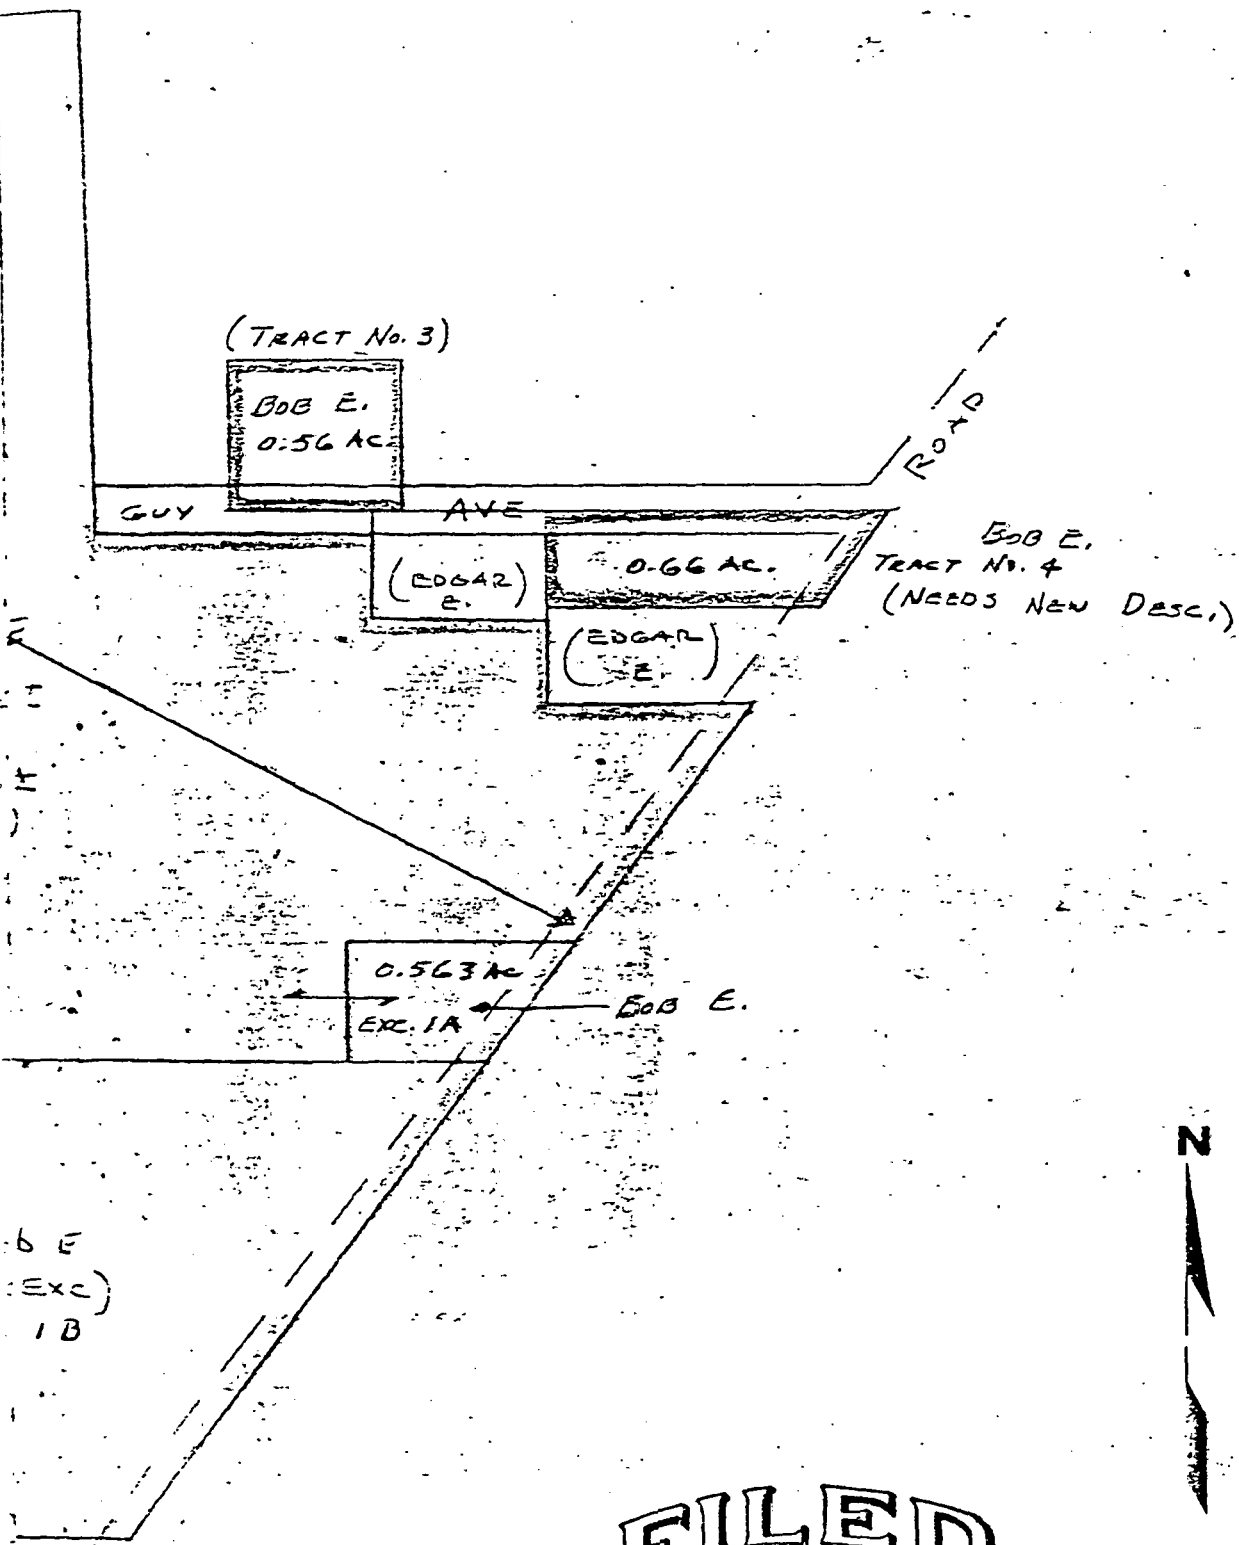 (TRACT No. 3)
BOB E.
0.56 AC.
ROAD
GUY AVE
BOB E.
0.66 AC.
TRACT No. 4
(EDGAR E.)
(NEEDS NEW DESC.)
(EDGAR E.)
0.563 AC
EXC. 1A
BOB E.
N
b E
Exc)
1 B
FILED